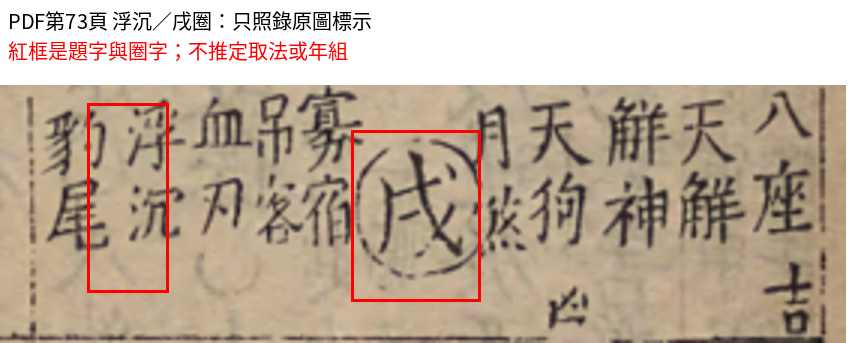 PDF第73頁 浮沉／戌圈：只照錄原圖標示
紅框是題字與圈字；不推定取法或年組
八座吉
天觧
觧神
天狗凶
月煞
戌
寡宿
吊客
血刃
浮沉
豹尾